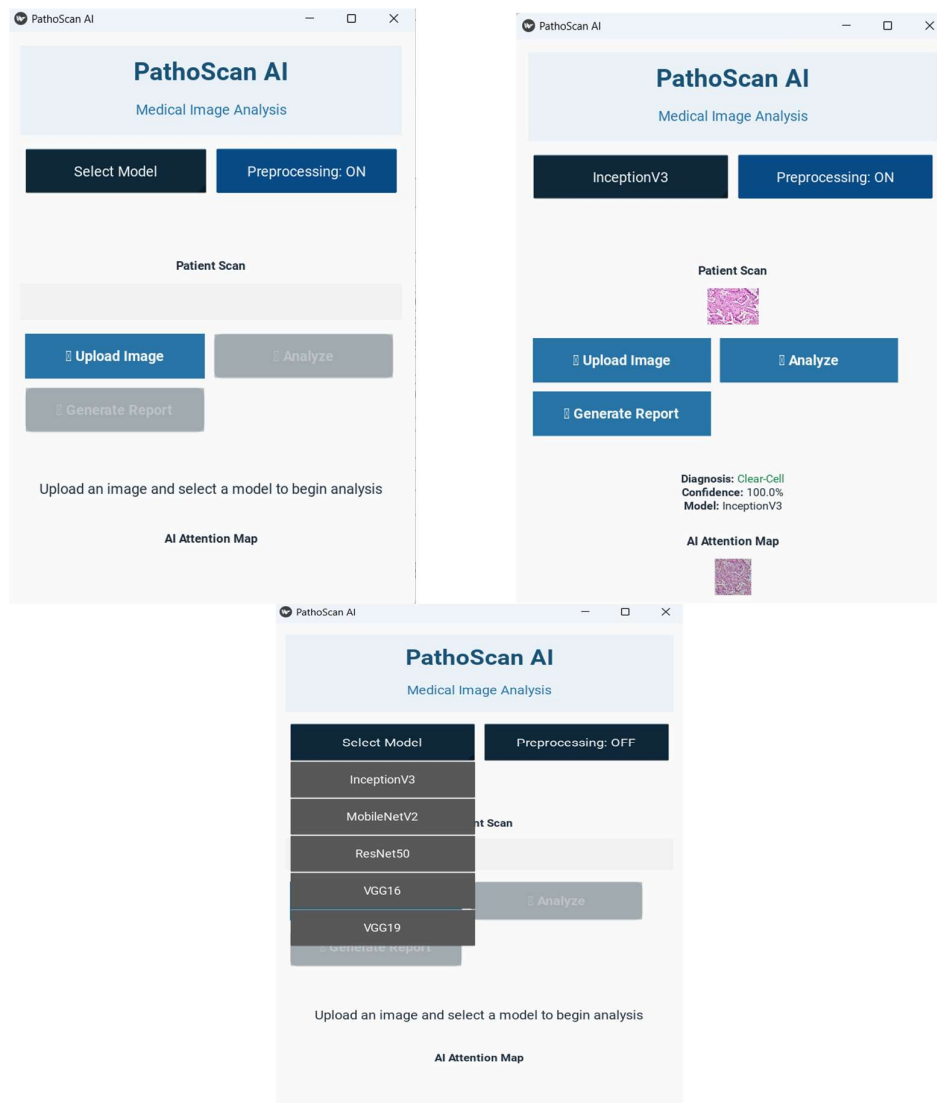 PathoScan AI
PathoScan AI
Medical Image Analysis
Select Model Preprocessing: ON
Patient Scan
Upload Image Analyze
Generate Report
Upload an image and select a model to begin analysis
AI Attention Map
PathoScan AI
PathoScan AI
Medical Image Analysis
InceptionV3 Preprocessing: ON
Patient Scan
Upload Image Analyze
Generate Report
Diagnosis: Clear-Cell
Confidence: 100.0%
Model: InceptionV3
AI Attention Map
PathoScan AI
PathoScan AI
Medical Image Analysis
Select Model Preprocessing: OFF
InceptionV3
MobileNetV2
nt Scan
ResNet50
VGG16
Analyze
VGG19
Generate Report
Upload an image and select a model to begin analysis
AI Attention Map